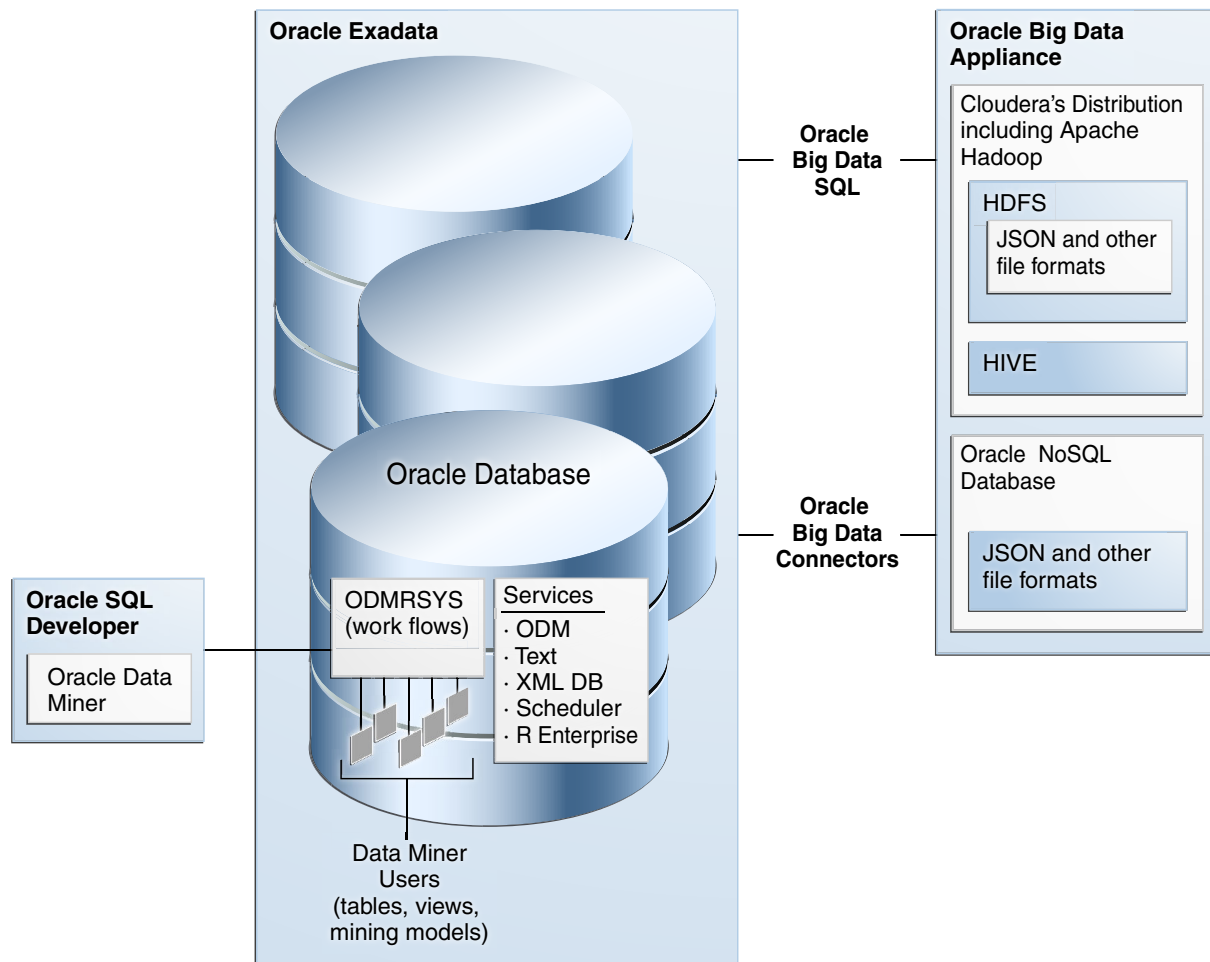 Oracle Exadata
Oracle Database
ODMRSYS
(work flows)
Services
· ODM
· Text
· XML DB
· Scheduler
· R Enterprise
Data Miner
Users
(tables, views,
mining models)
Oracle SQL
Developer
Oracle Data
Miner
Oracle
Big Data
SQL
Oracle
Big Data
Connectors
Oracle Big Data
Appliance
Cloudera’s Distribution
including Apache
Hadoop
HDFS
JSON and other
file formats
HIVE
Oracle NoSQL
Database
JSON and other
file formats